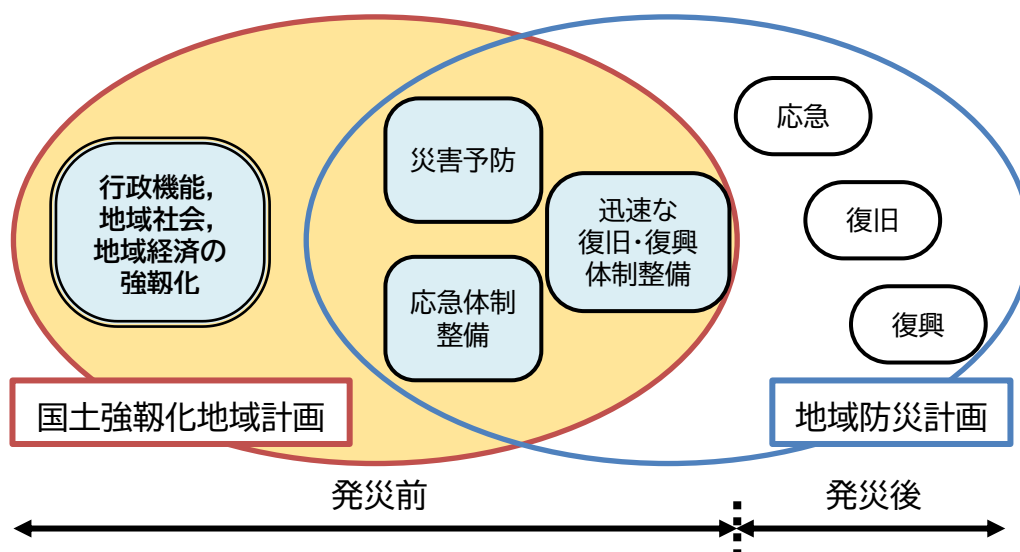 行政機能,
地域社会,
地域経済の
強靱化
災害予防
応急体制
整備
迅速な
復旧・復興
体制整備
応急
復旧
復興
国土強靱化地域計画
地域防災計画
発災前
発災後